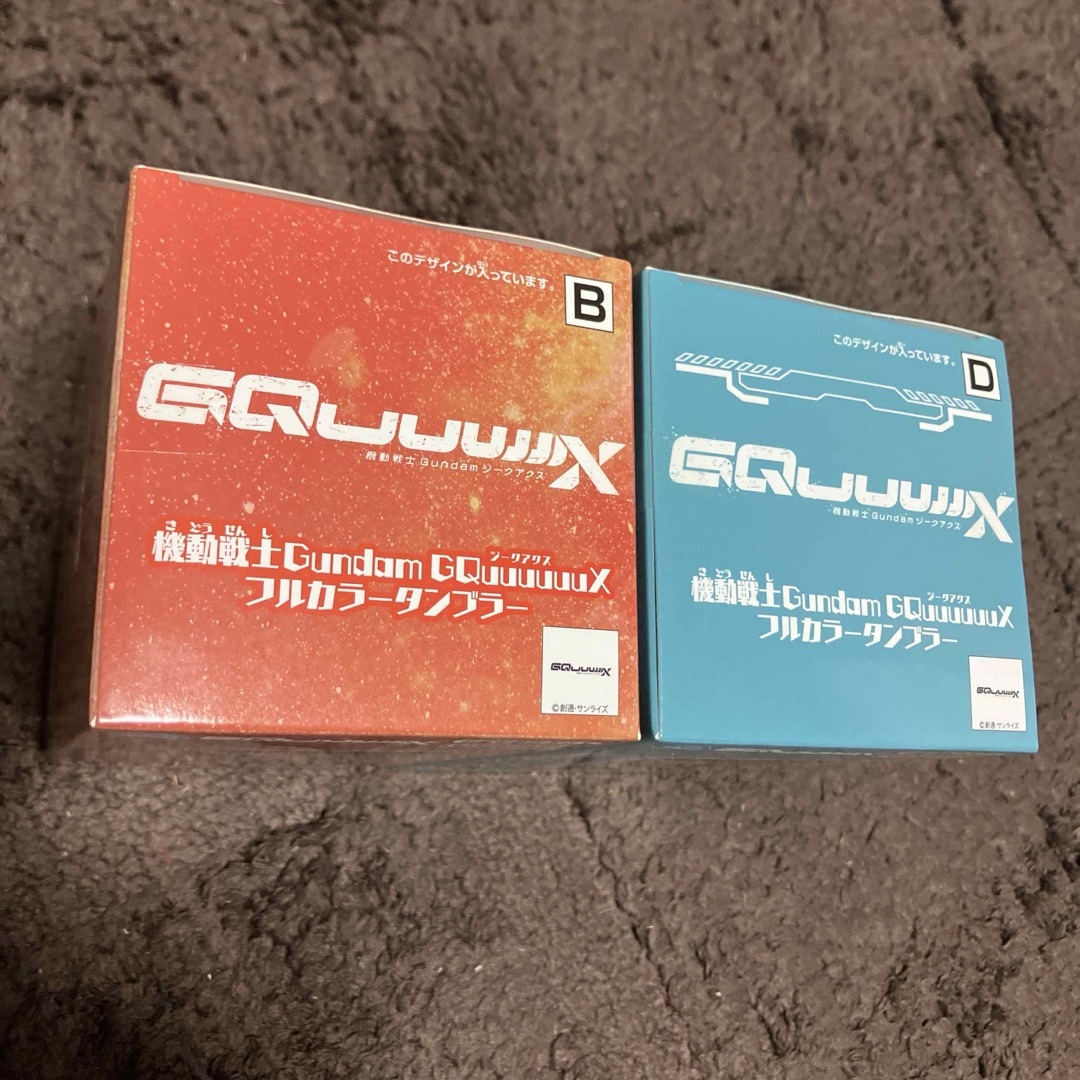 このデザインが入っています。
はい
B
GQuuuuuuX
機動戦士Gundamジークアクス
きどうせんし ジークアクス
機動戦士Gundam GQuuuuuuX
フルカラータンブラー
GQuuuuuuX
©創通・サンライズ
このデザインが入っています。
はい
D
GQuuuuuuX
機動戦士Gundamジークアクス
きどうせんし ジークアクス
機動戦士Gundam GQuuuuuuX
フルカラータンブラー
GQuuuuuuX
©創通・サンライズ